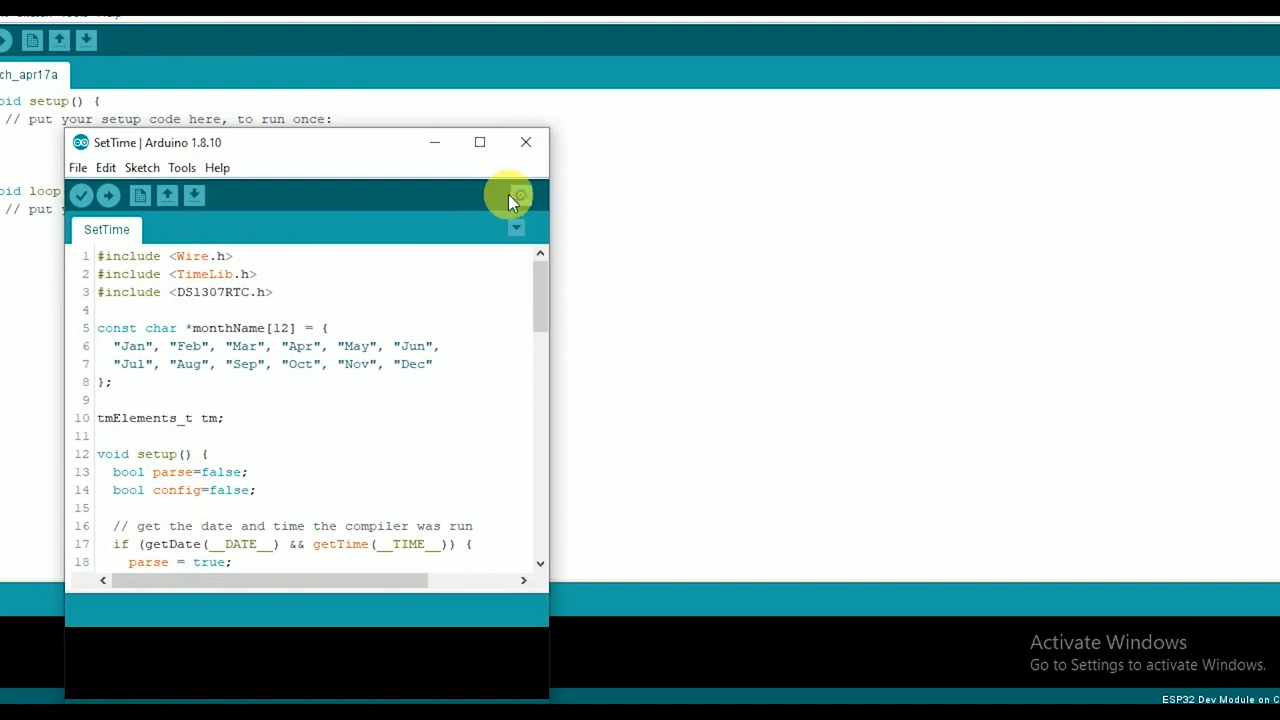 ch_apr17a
oid setup() {
// put your setup code here, to run once:
oid loop
// put y
SetTime | Arduino 1.8.10
File Edit Sketch Tools Help
SetTime
1 #include <Wire.h>
2 #include <TimeLib.h>
3 #include <DS1307RTC.h>
4
5 const char *monthName[12] = {
6 "Jan", "Feb", "Mar", "Apr", "May", "Jun",
7 "Jul", "Aug", "Sep", "Oct", "Nov", "Dec"
8 };
9
10 tmElements_t tm;
11
12 void setup() {
13 bool parse=false;
14 bool config=false;
15
16 // get the date and time the compiler was run
17 if (getDate(__DATE__) && getTime(__TIME__)) {
18 parse = true;
Activate Windows
Go to Settings to activate Windows.
ESP32 Dev Module on C